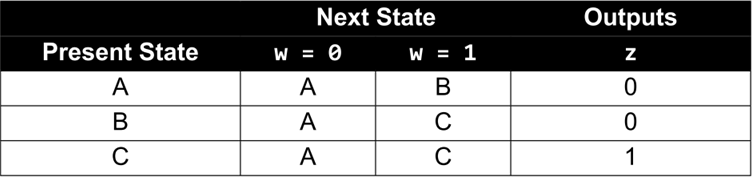 Next State Outputs
Present State w = 0 w = 1 z
A A B 0
B A C 0
C A C 1